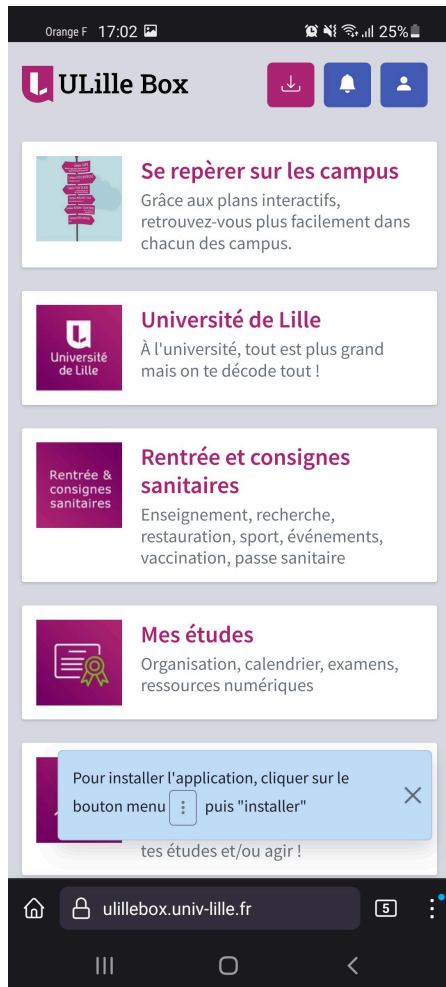 Orange F 17:02 25%
ULille Box
Se repèrer sur les campus
Grâce aux plans interactifs,
retrouvez-vous plus facilement dans
chacun des campus.
Université
de Lille
Université de Lille
À l'université, tout est plus grand
mais on te décode tout !
Rentrée &
consignes
sanitaires
Rentrée et consignes
sanitaires
Enseignement, recherche,
restauration, sport, événements,
vaccination, passe sanitaire
Mes études
Organisation, calendrier, examens,
ressources numériques
Pour installer l'application, cliquer sur le
bouton menu puis "installer"
tes études et/ou agir !
ulillebox.univ-lille.fr
5